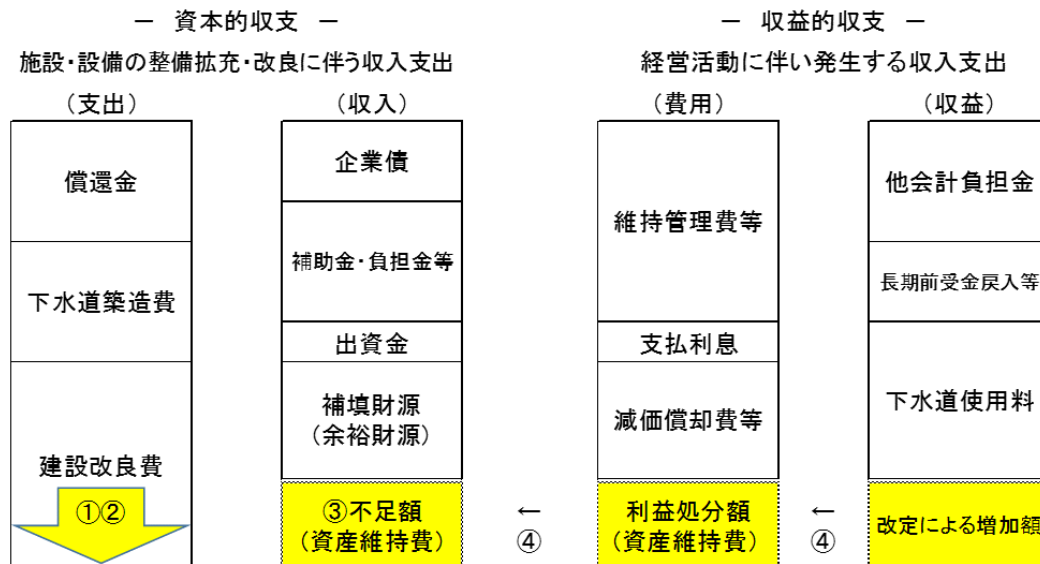 － 資本的収支 －
施設・設備の整備拡充・改良に伴う収入支出
（支出）
（収入）
償還金
下水道築造費
建設改良費
①②
企業債
補助金・負担金等
出資金
補填財源
（余裕財源）
③不足額
（資産維持費）
←
④
－ 収益的収支 －
経営活動に伴い発生する収入支出
（費用）
（収益）
維持管理費等
支払利息
減価償却費等
利益処分額
（資産維持費）
←
④
他会計負担金
長期前受金戻入等
下水道使用料
改定による増加額